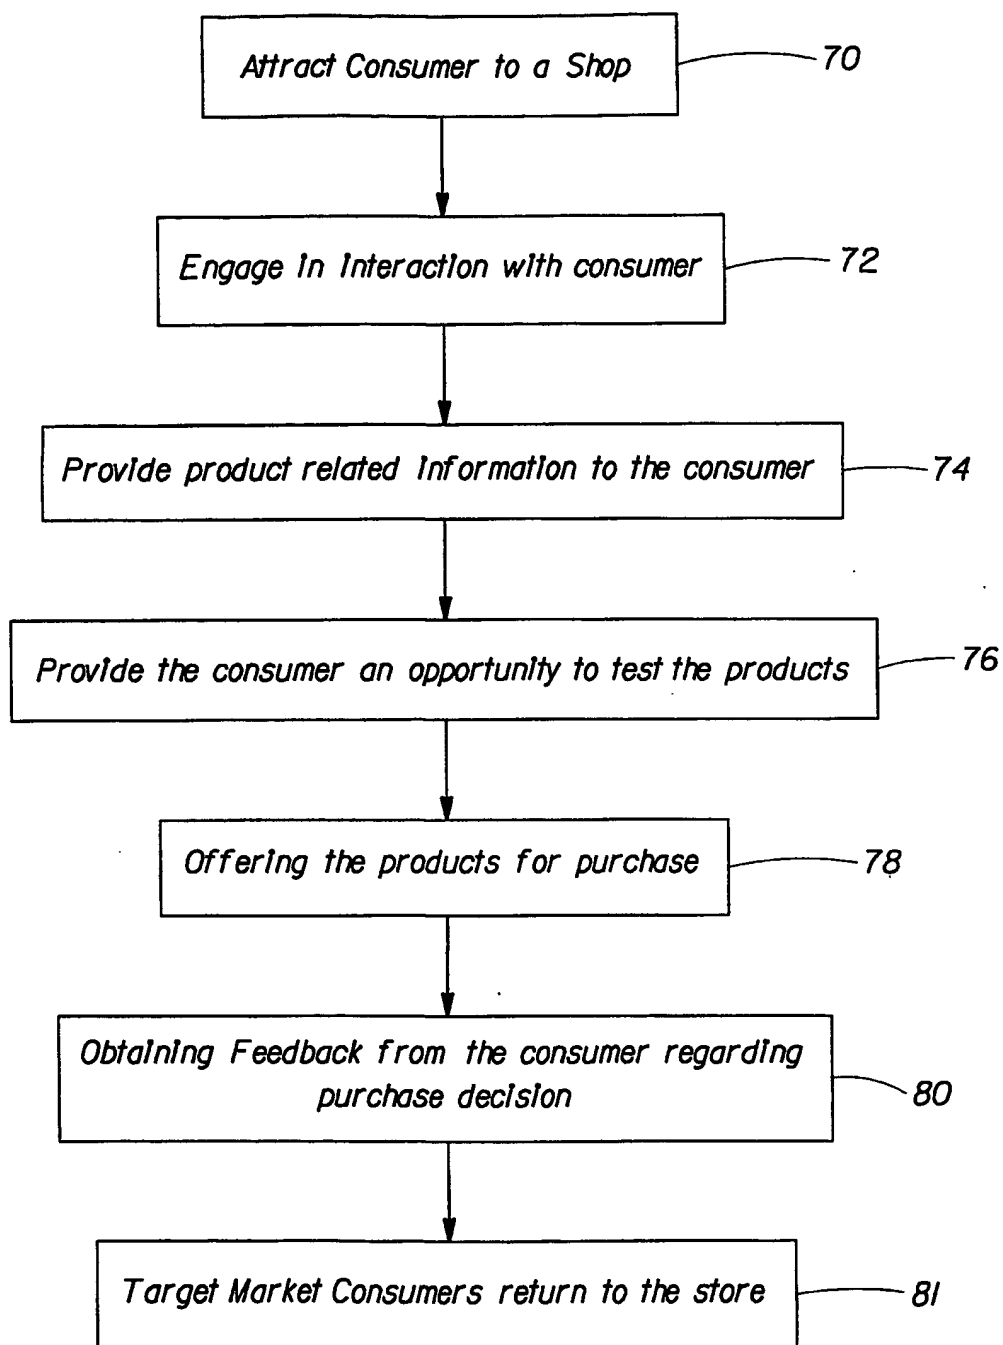 Attract Consumer to a Shop
70
Engage in interaction with consumer
72
Provide product related information to the consumer
74
Provide the consumer an opportunity to test the products
76
Offering the products for purchase
78
Obtaining Feedback from the consumer regarding
purchase decision
80
Target Market Consumers return to the store
81